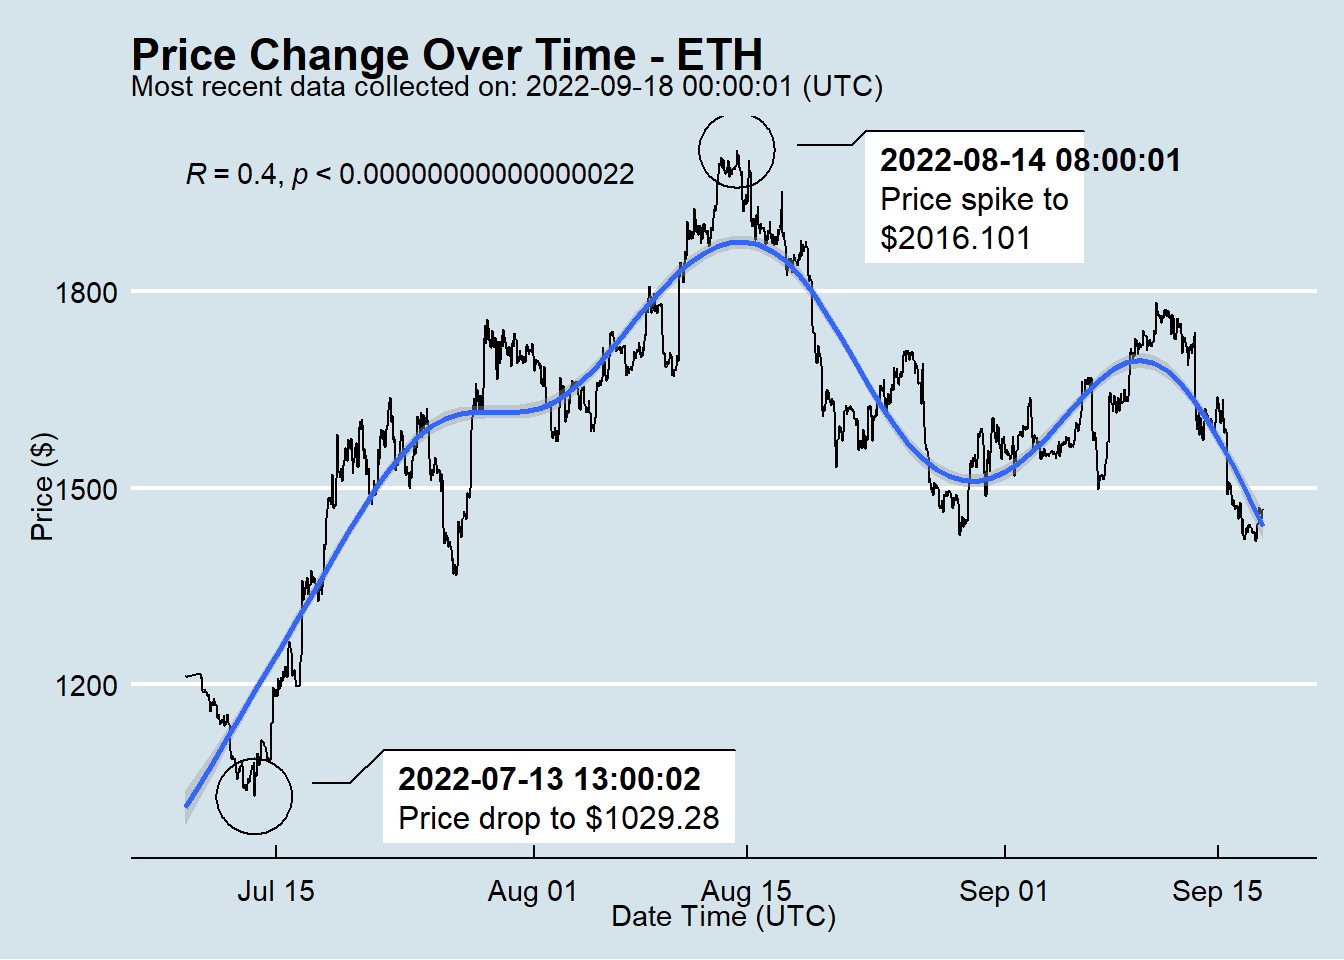 Price Change Over Time - ETH
Most recent data collected on: 2022-09-18 00:00:01 (UTC)
R = 0.4, p < 0.00000000000000022
2022-08-14 08:00:01
Price spike to
$2016.101
1800
1500
1200
Price ($)
2022-07-13 13:00:02
Price drop to $1029.28
Jul 15
Aug 01
Aug 15
Sep 01
Sep 15
Date Time (UTC)